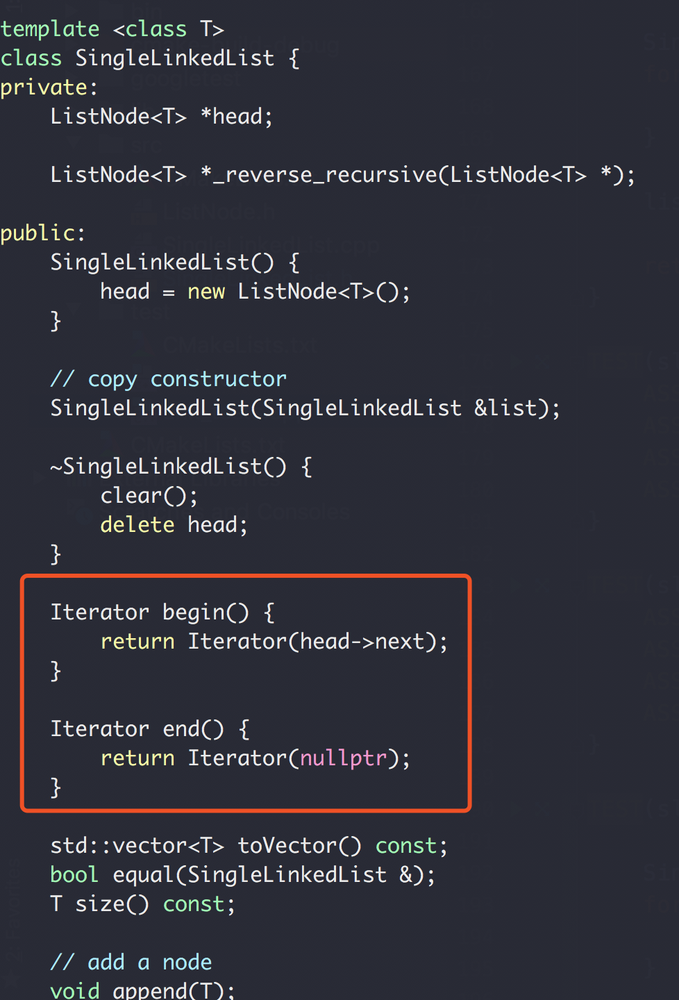 template <class T>
class SingleLinkedList {
private:
    ListNode<T> *head;
    ListNode<T> *_reverse_recursive(ListNode<T> *);
public:
    SingleLinkedList() {
        head = new ListNode<T>();
    }
    // copy constructor
    SingleLinkedList(SingleLinkedList &list);
    ~SingleLinkedList() {
        clear();
        delete head;
    }
    Iterator begin() {
        return Iterator(head->next);
    }
    Iterator end() {
        return Iterator(nullptr);
    }
    std::vector<T> toVector() const;
    bool equal(SingleLinkedList &);
    T size() const;
    // add a node
    void append(T);